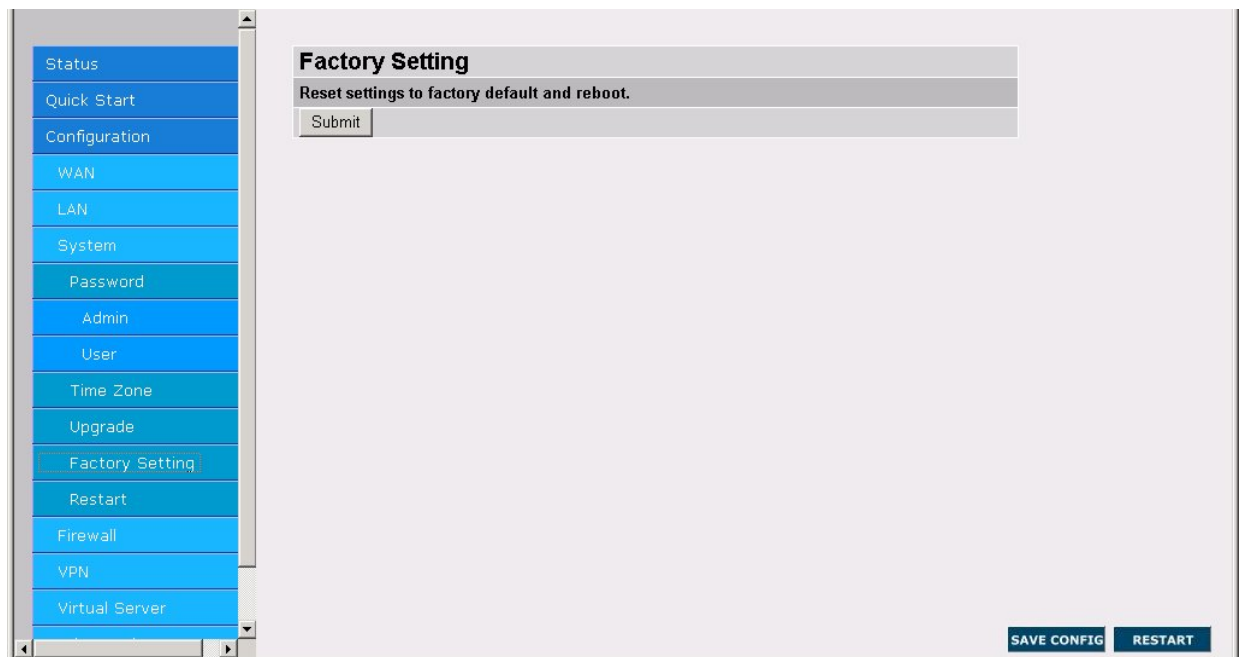 Status
Quick Start
Configuration
WAN
LAN
System
Password
Admin
User
Time Zone
Upgrade
Factory Setting
Restart
Firewall
VPN
Virtual Server
Factory Setting
Reset settings to factory default and reboot.
Submit
SAVE CONFIG
RESTART